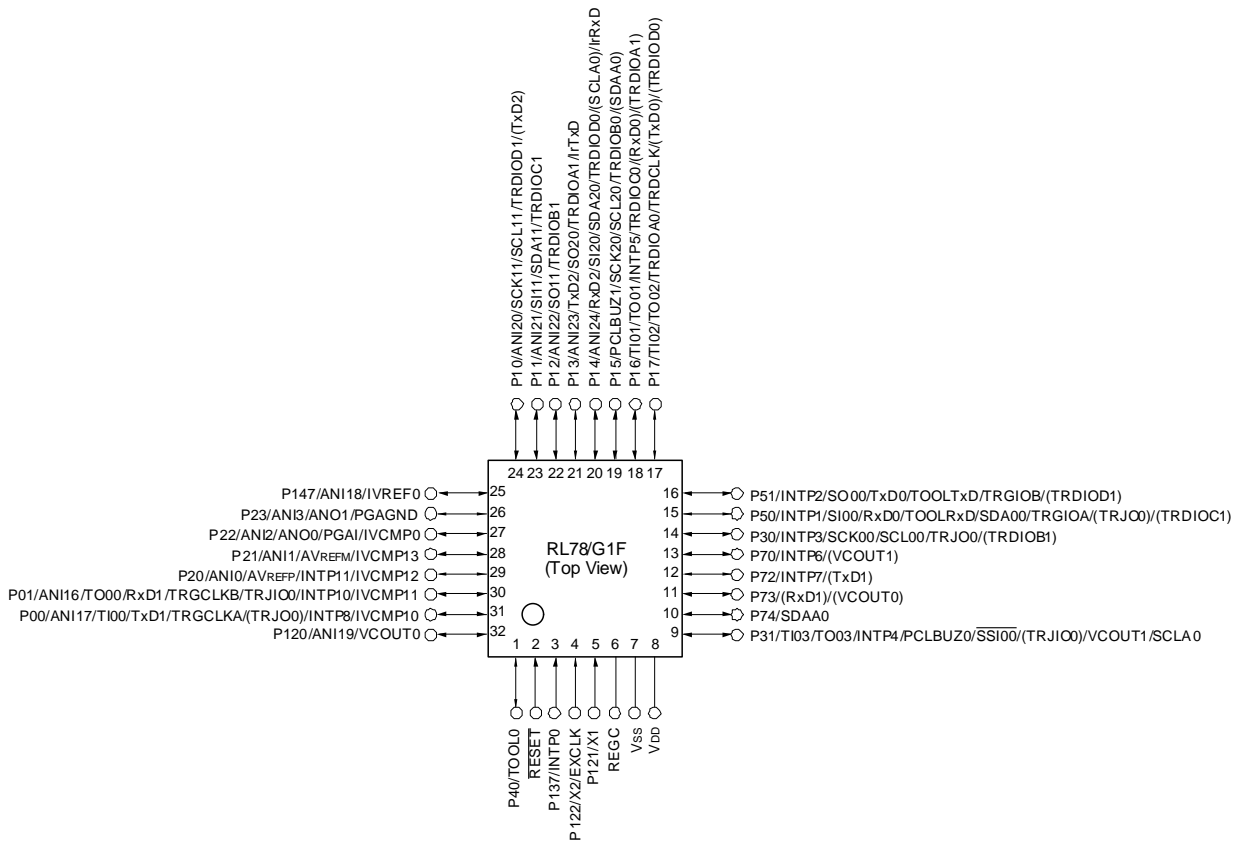 P10/ANI20/SCK11/SCL11/TRDIOD1/(TxD2)
P11/ANI21/SI11/SDA11/TRDIOC1
P12/ANI22/SO11/TRDIOB1
P13/ANI23/TxD2/SO20/TRDIOA1/IrTxD
P14/ANI24/RxD2/SI20/SDA20/TRDIOD0/(SCLA0)/IrRxD
P15/PCLBUZ1/SCK20/SCL20/TRDIOB0/(SDAA0)
P16/TI01/TO01/INTP5/TRDIOC0/(RxD0)/(TRDIOA1)
P17/TI02/TO02/TRDIOA0/TRDCLK/(TxD0)/(TRDIOD0)
24 23 22 21 20 19 18 17
P147/ANI18/IVREF0 25
P23/ANI3/ANO1/PGAGND 26
P22/ANI2/ANO0/PGAI/IVCMP0 27
P21/ANI1/AVREFM/IVCMP13 28
P20/ANI0/AVREFP/INTP11/IVCMP12 29
P01/ANI16/TO00/RxD1/TRGCLKB/TRJIO0/INTP10/IVCMP11 30
P00/ANI17/TI00/TxD1/TRGCLKA/(TRJO0)/INTP8/IVCMP10 31
P120/ANI19/VCOUT0 32
RL78/G1F
(Top View)
16 P51/INTP2/SO00/TxD0/TOOLTxD/TRGIOB/(TRDIOD1)
15 P50/INTP1/SI00/RxD0/TOOLRxD/SDA00/TRGIOA/(TRJO0)/(TRDIOC1)
14 P30/INTP3/SCK00/SCL00/TRJO0/(TRDIOB1)
13 P70/INTP6/(VCOUT1)
12 P72/INTP7/(TxD1)
11 P73/(RxD1)/(VCOUT0)
10 P74/SDAA0
9 P31/TI03/TO03/INTP4/PCLBUZ0/SSI00/(TRJIO0)/VCOUT1/SCLA0
1 2 3 4 5 6 7 8
P40/TOOL0
RESET
P137/INTP0
P122/X2/EXCLK
P121/X1
REGC
VSS
VDD